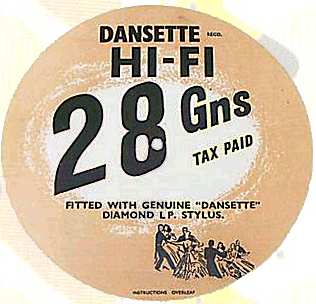 DANSETTE REGD.
HI-FI
28 Gns
TAX PAID
FITTED WITH GENUINE "DANSETTE"
DIAMOND L.P. STYLUS.
INSTRUCTIONS OVERLEAF